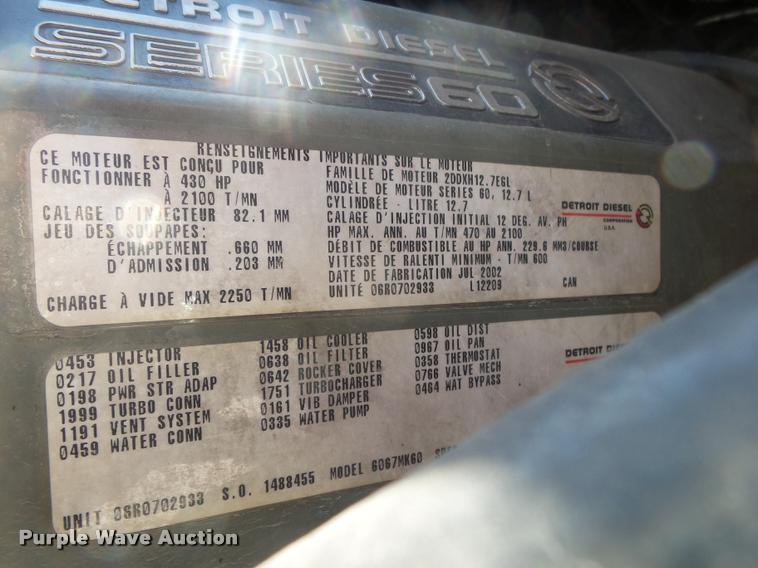 DETROIT DIESEL
SERIES 60
RENSEIGNEMENTS IMPORTANTS SUR LE MOTEUR
CE MOTEUR EST CONÇU POUR
FONCTIONNER À 430 HP
À 2100 T/MN
CALAGE D'INJECTEUR 82.1 MM
JEU DES SOUPAPES:
ÉCHAPPEMENT .660 MM
D'ADMISSION .203 MM
CHARGE À VIDE MAX 2250 T/MN
FAMILLE DE MOTEUR 2DDXH12.7EGL
MODÈLE DE MOTEUR SERIES 60, 12.7 L
CYLINDRÉE - LITRE 12.7
CALAGE D'INJECTION INITIAL 12 DEG. AV. PH
HP MAX. ANN. AU T/MN 470 AU 2100
DÉBIT DE COMBUSTIBLE AU HP ANN. 229.6 MM3/COURSE
VITESSE DE RALENTI MINIMUM - T/MN 600
DATE DE FABRICATION JUL 2002
UNITÉ 06R0702933 L12209 CAN
DETROIT DIESEL
CORPORATION
U.S.A.
0453 INJECTOR
0217 OIL FILLER
0198 PWR STR ADAP
1999 TURBO CONN
1191 VENT SYSTEM
0459 WATER CONN
1458 OIL COOLER
0638 OIL FILTER
0642 ROCKER COVER
1751 TURBOCHARGER
0161 VIB DAMPER
0335 WATER PUMP
0598 OIL DIST
0967 OIL PAN
0358 THERMOSTAT
0766 VALVE MECH
0464 WAT BYPASS
DETROIT DIESEL
UNIT 06R0702933 S.O. 1488455 MODEL 6067MK60
Purple Wave Auction